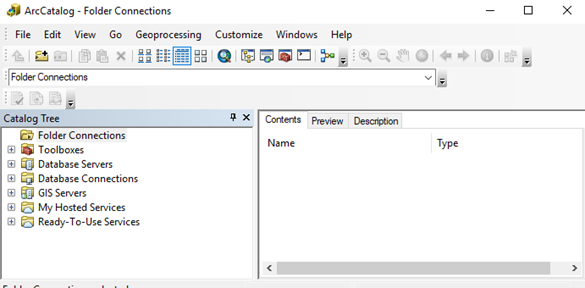 ArcCatalog - Folder Connections
File Edit View Go Geoprocessing Customize Windows Help
Folder Connections
Catalog Tree
Contents Preview Description
Folder Connections
Name Type
Toolboxes
Database Servers
Database Connections
GIS Servers
My Hosted Services
Ready-To-Use Services